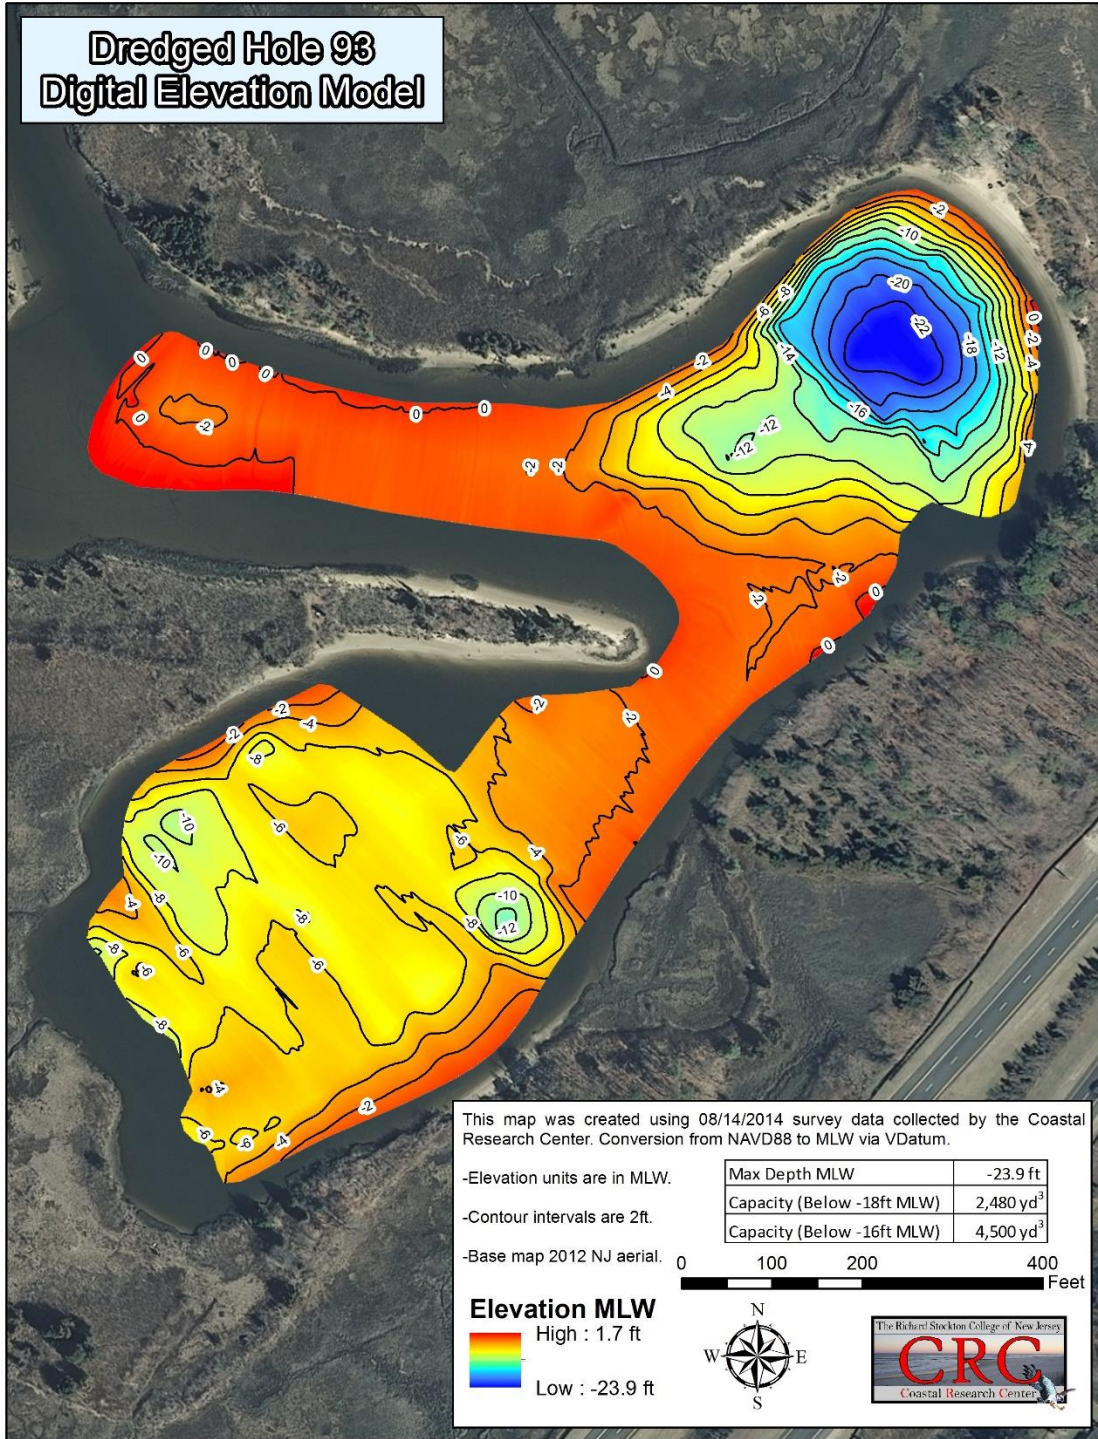 Dredged Hole 93
Digital Elevation Model
-2
-10
-8
-6
-20
-22
0
-14
-18
-12
-2
-4
-2
-4
-16
-12
-12
-4
0
0
0
0
0
0
0
-2
-2
-2
-2
-2
0
0
0
-2
-2
-2
-4
-2
-8
-10
-10
-6
-6
-4
-10
-8
-12
-8
-4
-8
-6
-8
-6
-6
-8
-4
-2
-6
-6
-4
This map was created using 08/14/2014 survey data collected by the Coastal
Research Center. Conversion from NAVD88 to MLW via VDatum.
-Elevation units are in MLW.
-Contour intervals are 2ft.
-Base map 2012 NJ aerial.
Max Depth MLW -23.9 ft
Capacity (Below -18ft MLW) 2,480 yd³
Capacity (Below -16ft MLW) 4,500 yd³
0 100 200 400
Feet
Elevation MLW
High : 1.7 ft
Low : -23.9 ft
N
W E
S
The Richard Stockton College of New Jersey
CRC
Coastal Research Center